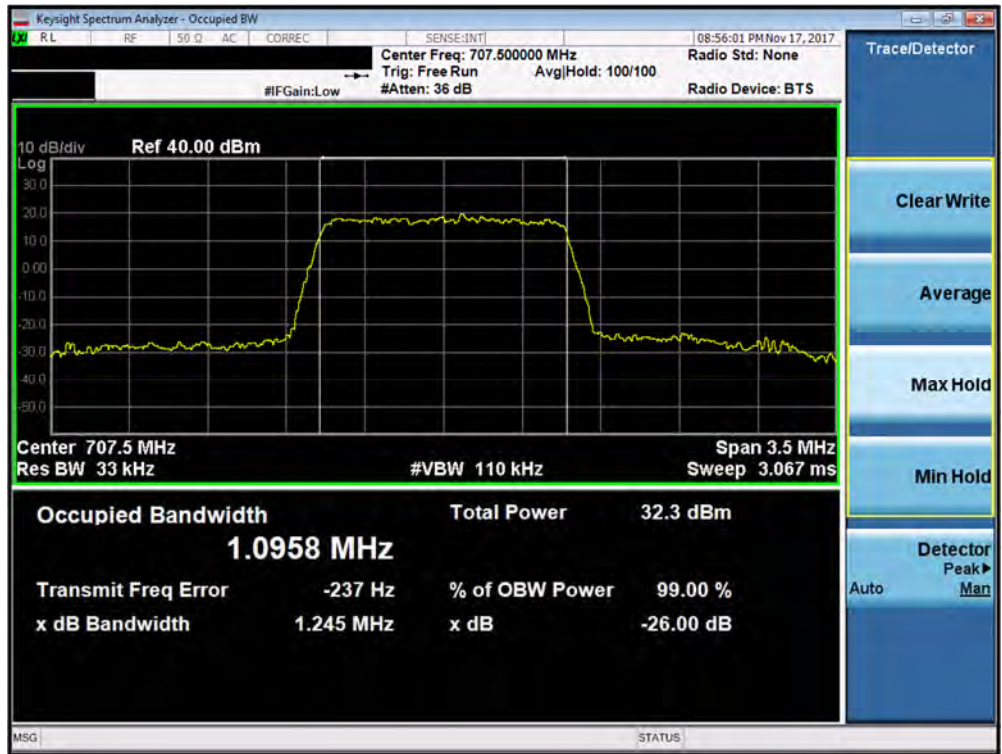 Keysight Spectrum Analyzer - Occupied BW
LXI RL RF 50 Ω AC CORREC SENSE:INT 08:56:01 PM Nov 17, 2017
Center Freq: 707.500000 MHz Radio Std: None
Trig: Free Run Avg|Hold: 100/100
#IFGain:Low #Atten: 36 dB Radio Device: BTS
10 dB/div Ref 40.00 dBm
Log
30.0
20.0
10.0
0.00
-10.0
-20.0
-30.0
-40.0
-50.0
Center 707.5 MHz Span 3.5 MHz
Res BW 33 kHz #VBW 110 kHz Sweep 3.067 ms
Occupied Bandwidth Total Power 32.3 dBm
1.0958 MHz
Transmit Freq Error -237 Hz % of OBW Power 99.00 %
x dB Bandwidth 1.245 MHz x dB -26.00 dB
MSG STATUS
Trace/Detector
Clear Write
Average
Max Hold
Min Hold
Detector
Peak▶
Auto Man